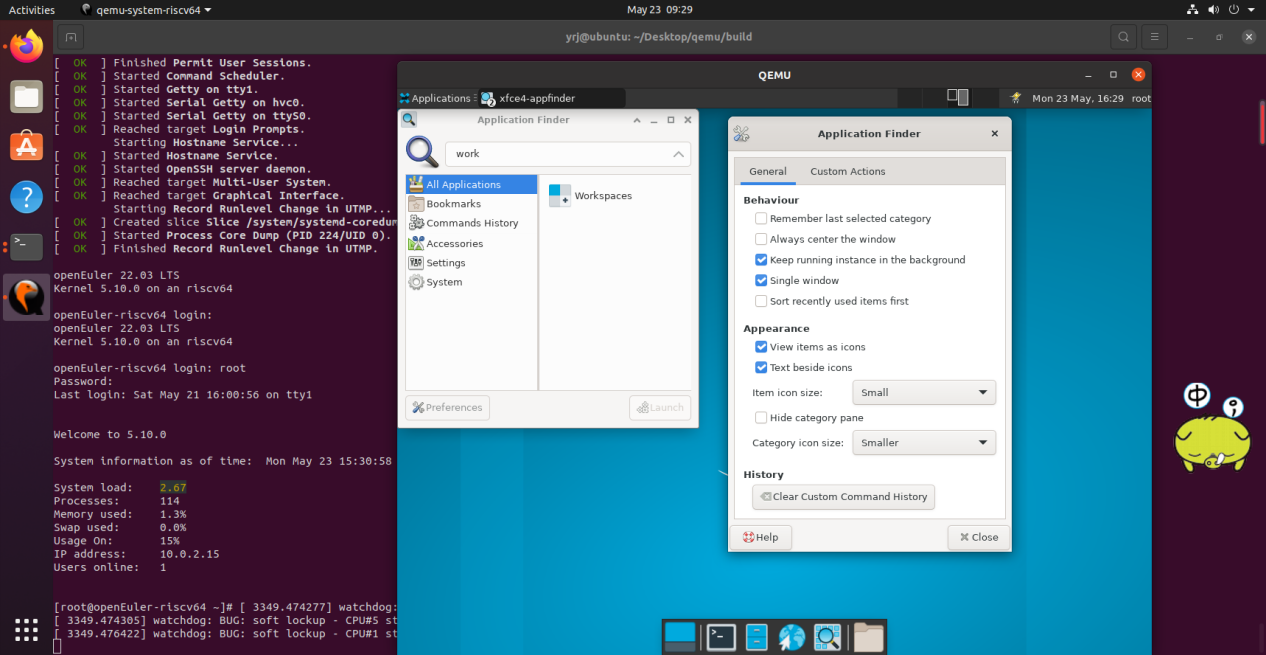 Activities
qemu-system-riscv64
May 23 09:29
yrj@ubuntu: ~/Desktop/qemu/build
[  OK  ] Finished Permit User Sessions.
[  OK  ] Started Command Scheduler.
[  OK  ] Started Getty on tty1.
[  OK  ] Started Serial Getty on hvc0.
[  OK  ] Started Serial Getty on ttyS0.
[  OK  ] Reached target Login Prompts.
Starting Hostname Service...
[  OK  ] Started Hostname Service.
[  OK  ] Started OpenSSH server daemon.
[  OK  ] Reached target Multi-User System.
[  OK  ] Reached target Graphical Interface.
Starting Record Runlevel Change in UTMP...
[  OK  ] Created slice Slice /system/systemd-coredum
[  OK  ] Started Process Core Dump (PID 224/UID 0).
[  OK  ] Finished Record Runlevel Change in UTMP.
openEuler 22.03 LTS
Kernel 5.10.0 on an riscv64
openEuler-riscv64 login:
openEuler 22.03 LTS
Kernel 5.10.0 on an riscv64
openEuler-riscv64 login: root
Password:
Last login: Sat May 21 16:00:56 on tty1
Welcome to 5.10.0
System information as of time:  Mon May 23 15:30:58
System load:    2.67
Processes:      114
Memory used:    1.3%
Swap used:      0.0%
Usage On:       15%
IP address:     10.0.2.15
Users online:   1
[root@openEuler-riscv64 ~]# [ 3349.474277] watchdog:
[ 3349.474305] watchdog: BUG: soft lockup - CPU#5 st
[ 3349.476422] watchdog: BUG: soft lockup - CPU#1 st
QEMU
Applications
xfce4-appfinder
Mon 23 May, 16:29
root
Application Finder
work
All Applications
Bookmarks
Commands History
Accessories
Settings
System
Workspaces
Preferences
Launch
Application Finder
General
Custom Actions
Behaviour
Remember last selected category
Always center the window
Keep running instance in the background
Single window
Sort recently used items first
Appearance
View items as icons
Text beside icons
Item icon size:
Small
Hide category pane
Category icon size:
Smaller
History
Clear Custom Command History
Help
Close
中